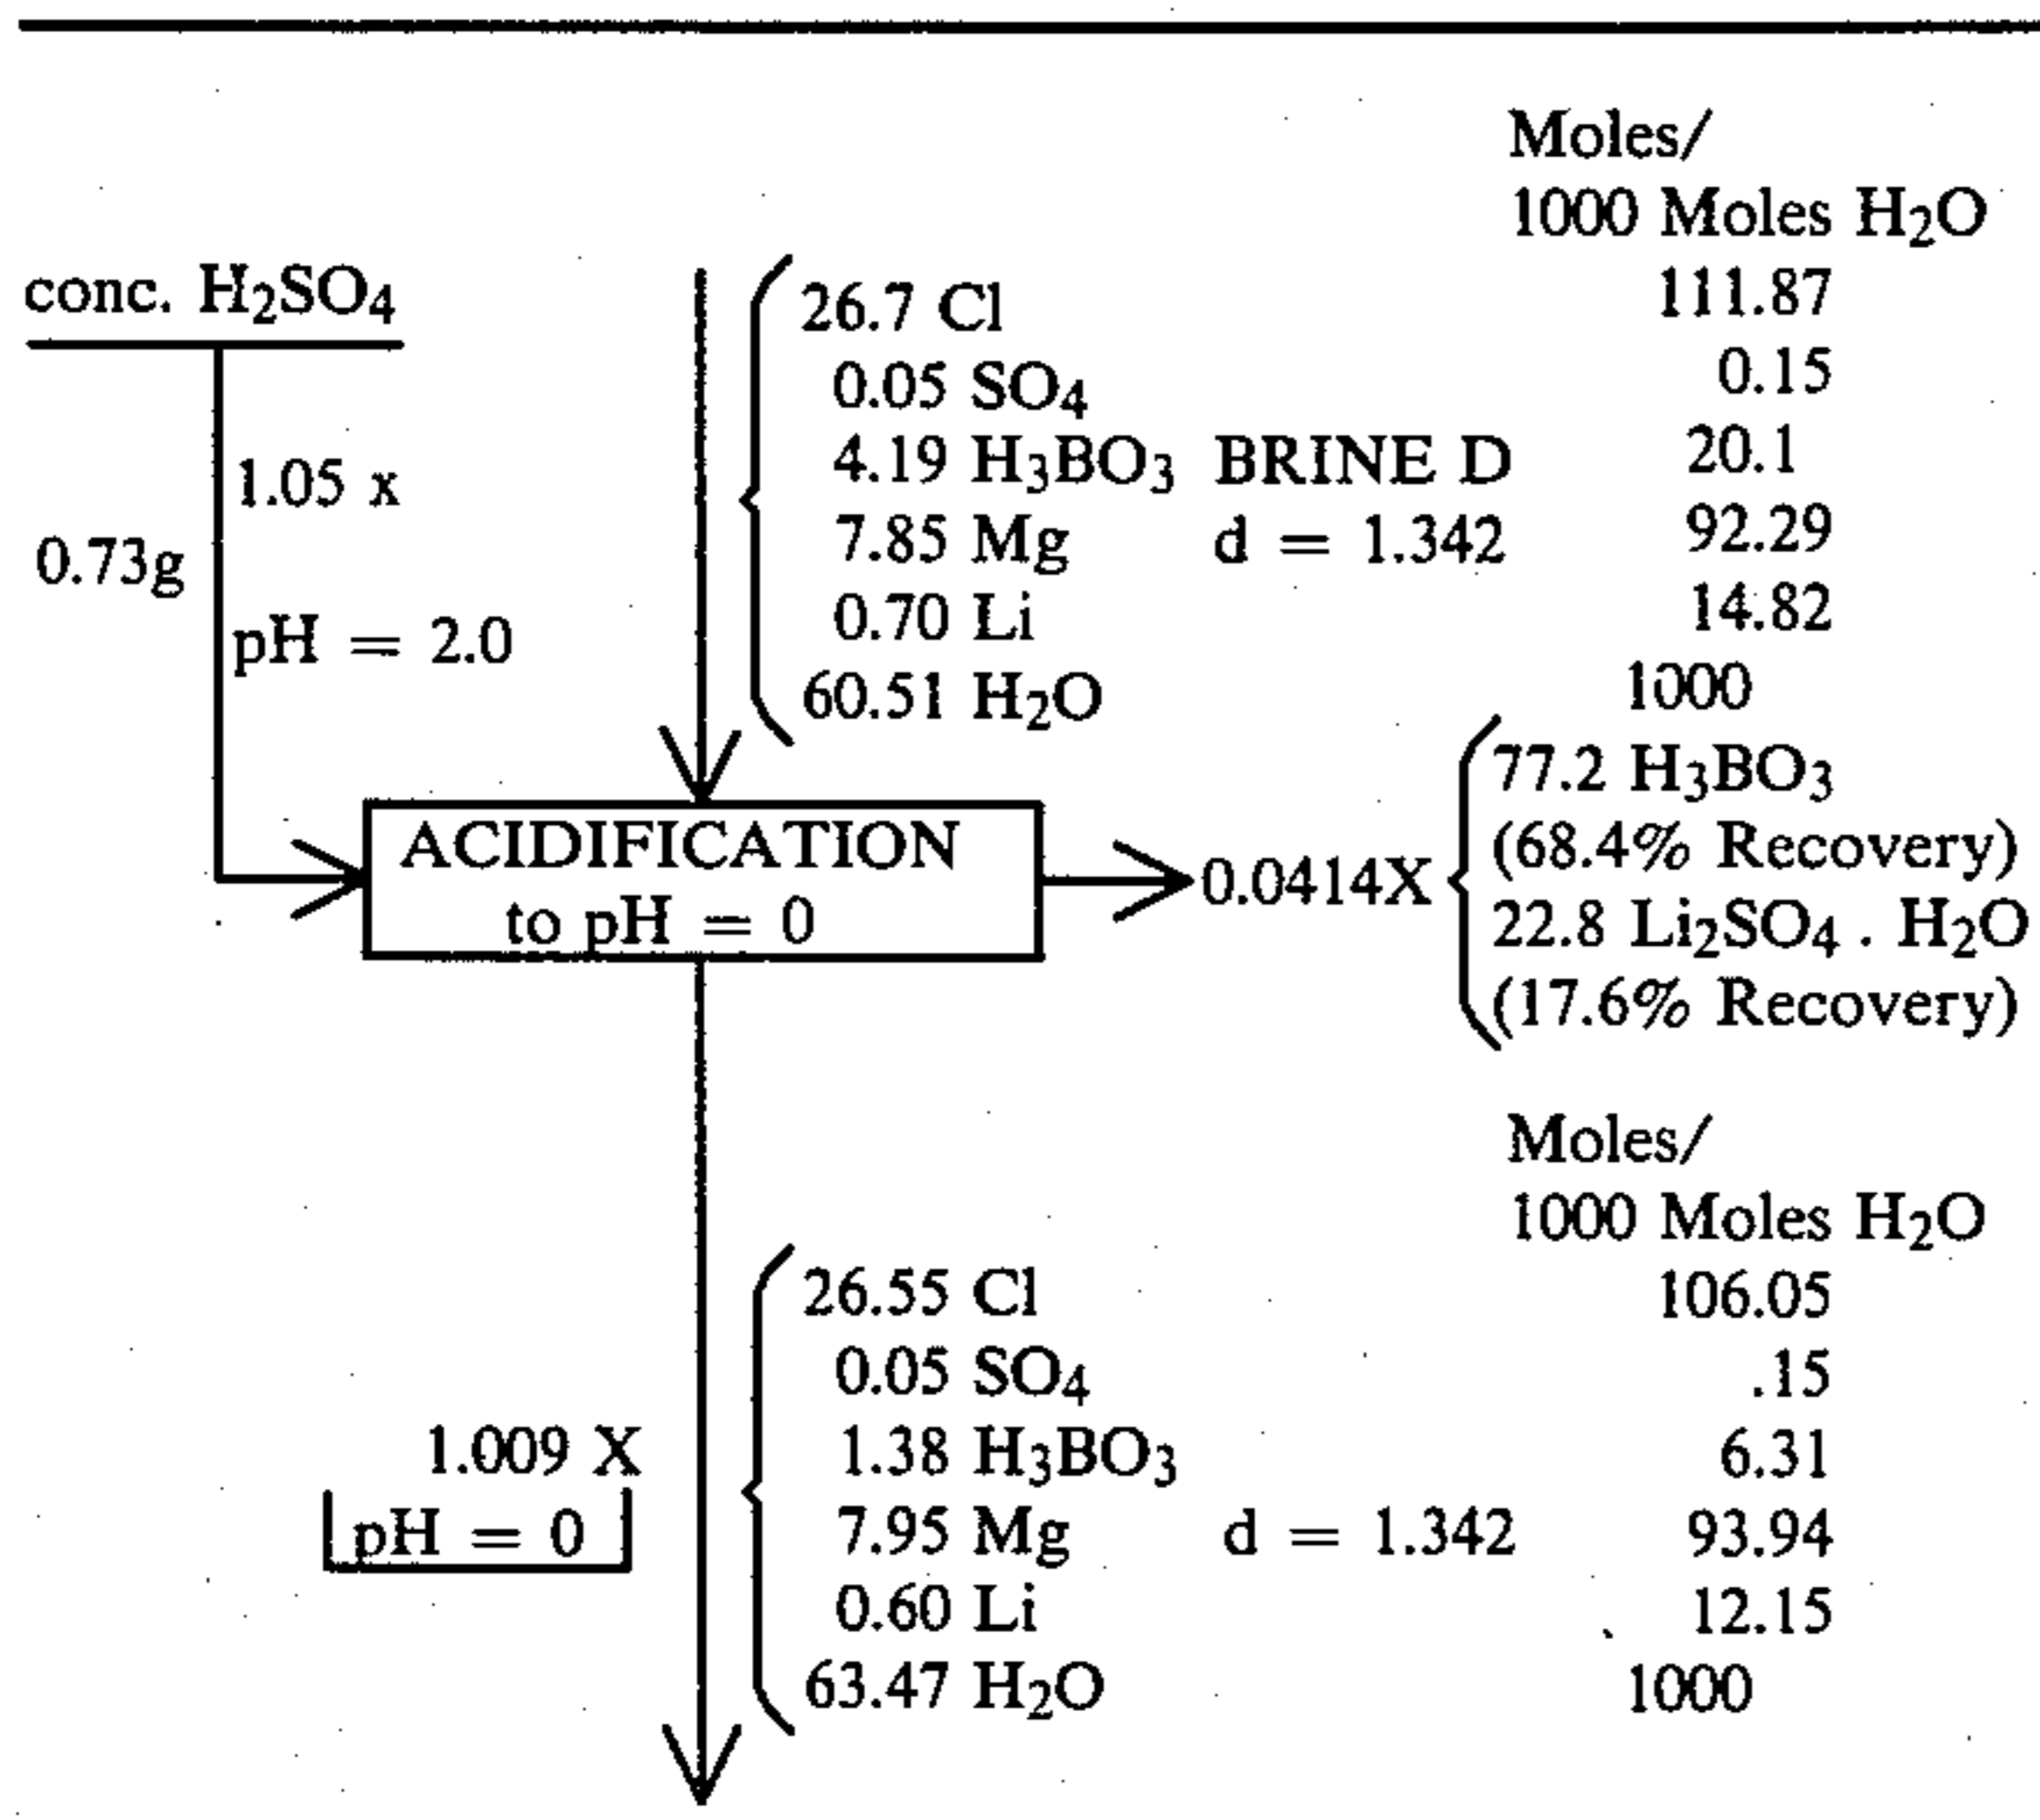 Moles/
1000 Moles H₂O
conc. H₂SO₄
26.7 Cl 111.87
0.05 SO₄ 0.15
1.05 x
4.19 H₃BO₃ BRINE D 20.1
0.73g
7.85 Mg d = 1.342 92.29
pH = 2.0
0.70 Li 14.82
60.51 H₂O 1000
ACIDIFICATION
to pH = 0
0.0414X
77.2 H₃BO₃
(68.4% Recovery)
22.8 Li₂SO₄ . H₂O
(17.6% Recovery)
Moles/
1000 Moles H₂O
26.55 Cl 106.05
0.05 SO₄ .15
1.009 X
1.38 H₃BO₃ 6.31
pH = 0
7.95 Mg d = 1.342 93.94
0.60 Li 12.15
63.47 H₂O 1000